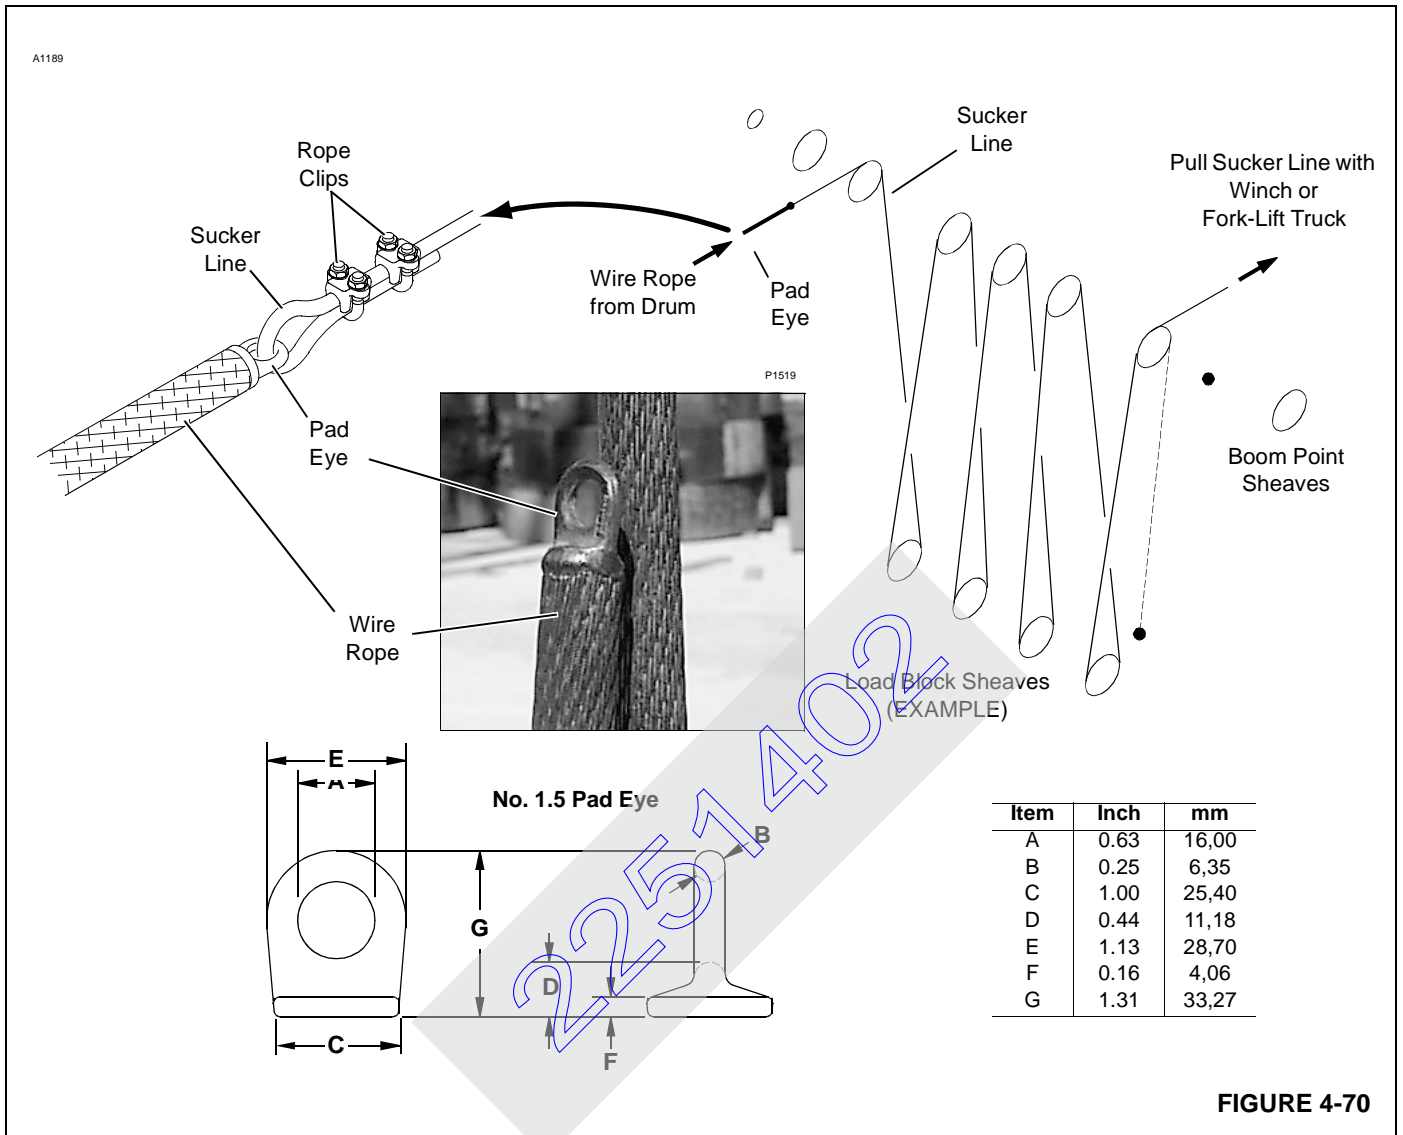 A1189
Rope
Clips
Sucker
Line
Sucker
Line
Pull Sucker Line with
Winch or
Fork-Lift Truck
Wire Rope
from Drum
Pad
Eye
P1519
Pad
Eye
Boom Point
Sheaves
Wire
Rope
Load Block Sheaves
(EXAMPLE)
2251402
No. 1.5 Pad Eye
E
A
B
G
D
C
F
Item Inch mm
A 0.63 16,00
B 0.25 6,35
C 1.00 25,40
D 0.44 11,18
E 1.13 28,70
F 0.16 4,06
G 1.31 33,27
FIGURE 4-70